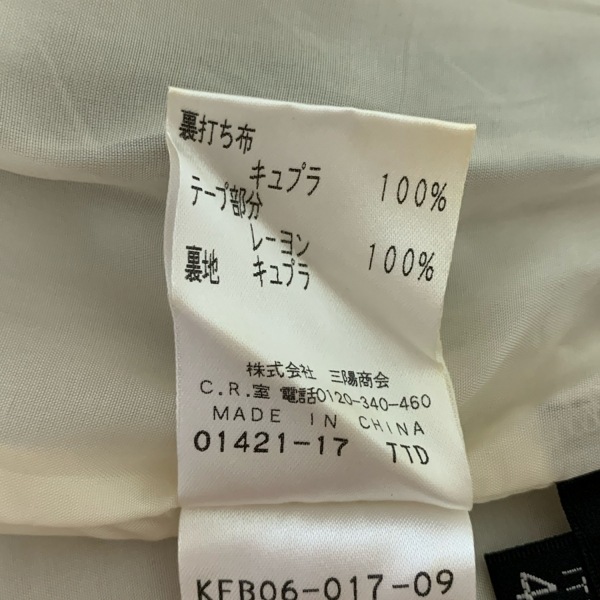 裏打ち布
キュプラ 100%
テープ部分
レーヨン 100%
裏地 キュプラ
株式会社 三陽商会
C.R.室 電話0120-340-460
MADE IN CHINA
01421-17 TTD
KFB06-017-09
4